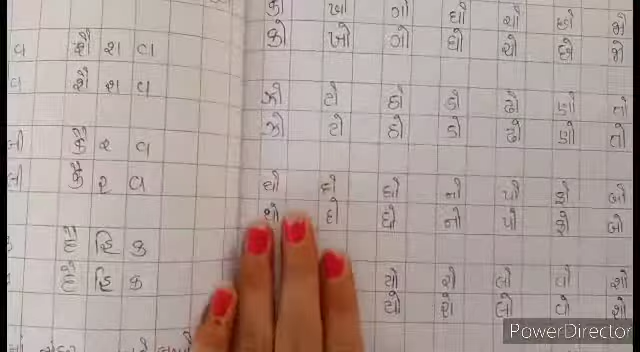 વ શૈ શ વ
વ શૈ શ વ
કૈ ર વ
કૈ ર વ
હૈ હિ ક
હૈ હિ ક
કો ખો ગો ઘો ચો છો જો
કો ખો ગો ઘો ચો છો જો
ઝો ટો ઠો ડો ઢો ણો તો
ઝો ટો ઠો ડો ઢો ણો તો
થો દો ધો નો પો ફો બો
થો દો ધો નો પો ફો બો
યો રો લો વો શો
યો રો લો વો શો
PowerDirector